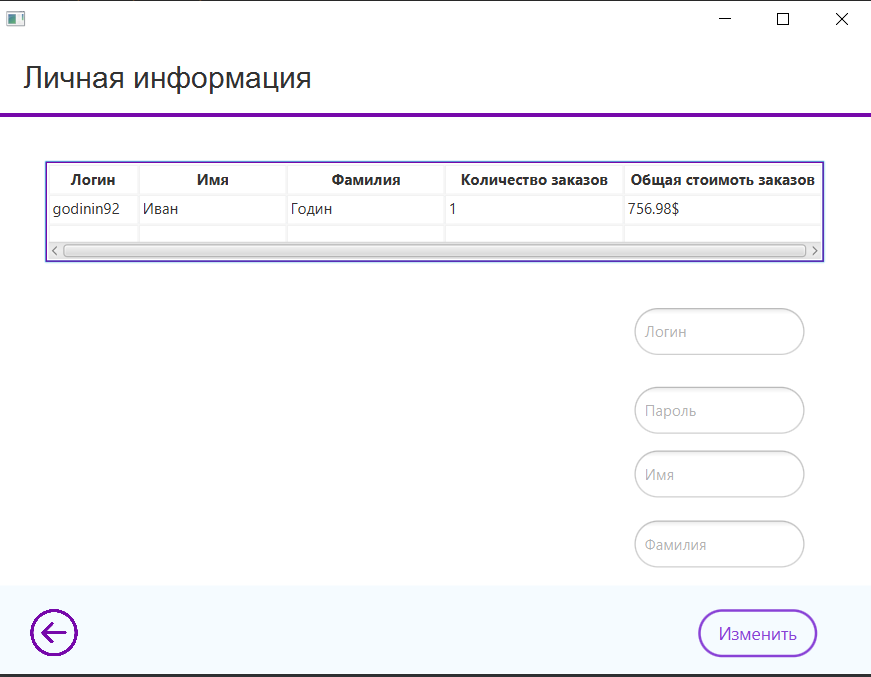 Личная информация
Логин Имя Фамилия Количество заказов Общая стоимоть заказов
godinin92 Иван Годин 1 756.98$
Логин
Пароль
Имя
Фамилия
Изменить